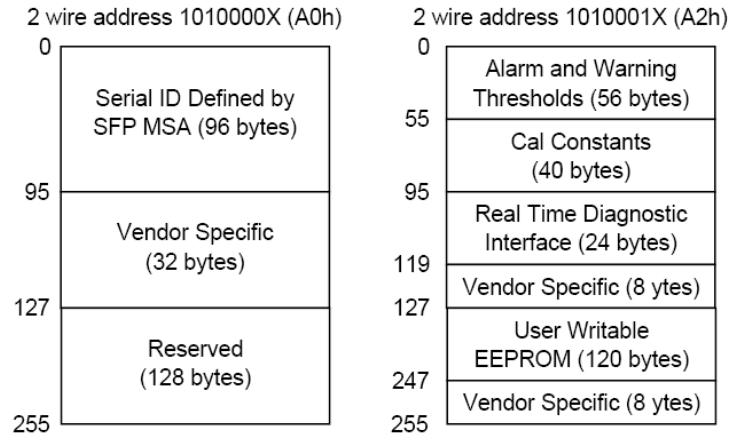 2 wire address 1010000X (A0h)
0
Serial ID Defined by
SFP MSA (96 bytes)
95
Vendor Specific
(32 bytes)
127
Reserved
(128 bytes)
255
2 wire address 1010001X (A2h)
0
Alarm and Warning
Thresholds (56 bytes)
55
Cal Constants
(40 bytes)
95
Real Time Diagnostic
Interface (24 bytes)
119
Vendor Specific (8 ytes)
127
User Writable
EEPROM (120 bytes)
247
Vendor Specific (8 ytes)
255